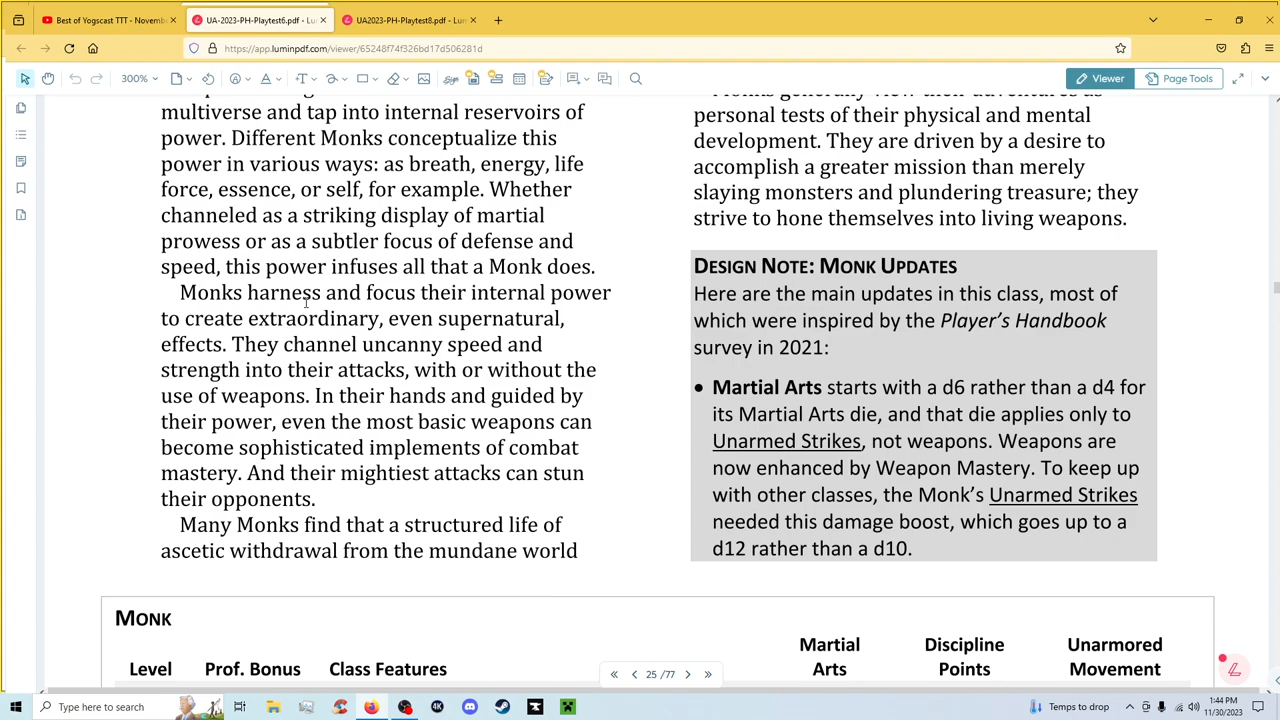 Best of Yogscast TTT - Novembe
UA-2023-PH-Playtest6.pdf - Lu
UA2023-PH-Playtest8.pdf - Lun
https://app.luminpdf.com/viewer/65248f74f326bd17d506281d
300%
Viewer
Page Tools
multiverse and tap into internal reservoirs of
power. Different Monks conceptualize this
power in various ways: as breath, energy, life
force, essence, or self, for example. Whether
channeled as a striking display of martial
prowess or as a subtler focus of defense and
speed, this power infuses all that a Monk does.
Monks harness and focus their internal power
to create extraordinary, even supernatural,
effects. They channel uncanny speed and
strength into their attacks, with or without the
use of weapons. In their hands and guided by
their power, even the most basic weapons can
become sophisticated implements of combat
mastery. And their mightiest attacks can stun
their opponents.
Many Monks find that a structured life of
ascetic withdrawal from the mundane world
Monks generally view their adventures as
personal tests of their physical and mental
development. They are driven by a desire to
accomplish a greater mission than merely
slaying monsters and plundering treasure; they
strive to hone themselves into living weapons.
DESIGN NOTE: MONK UPDATES
Here are the main updates in this class, most of
which were inspired by the Player's Handbook
survey in 2021:
• Martial Arts starts with a d6 rather than a d4 for
its Martial Arts die, and that die applies only to
Unarmed Strikes, not weapons. Weapons are
now enhanced by Weapon Mastery. To keep up
with other classes, the Monk's Unarmed Strikes
needed this damage boost, which goes up to a
d12 rather than a d10.
MONK
Martial Discipline Unarmored
Level Prof. Bonus Class Features Arts Points Movement
25 /77
Type here to search
Temps to drop
1:44 PM
11/30/2023